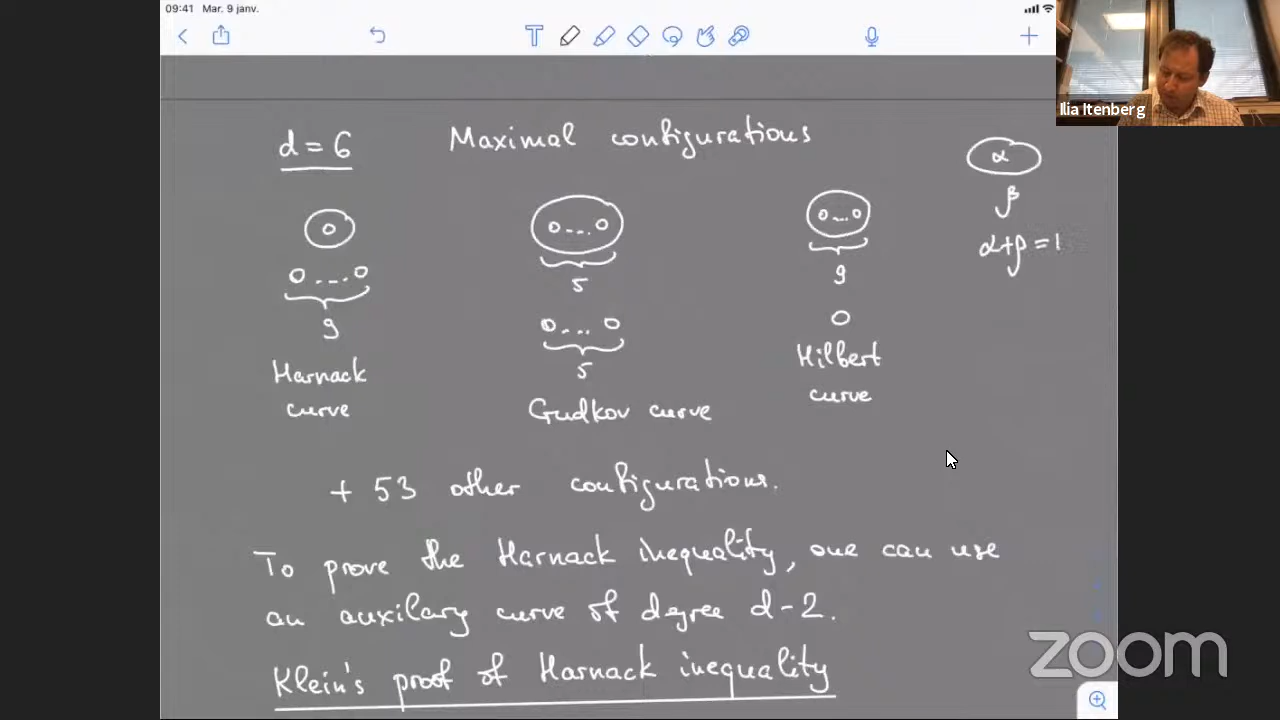 09:41 Mar. 9 janv.
Ilia Itenberg
d = 6 Maximal configurations
α
β
α+β = 1
o
o o
o o
o....o
5
9
9
o....o
o
5
Harnack
curve
Gudkov curve
Hilbert
curve
+ 53 other configurations.
To prove the Harnack inequality, one can use
an auxilary curve of degree d-2.
Klein's proof of Harnack inequality
zoom